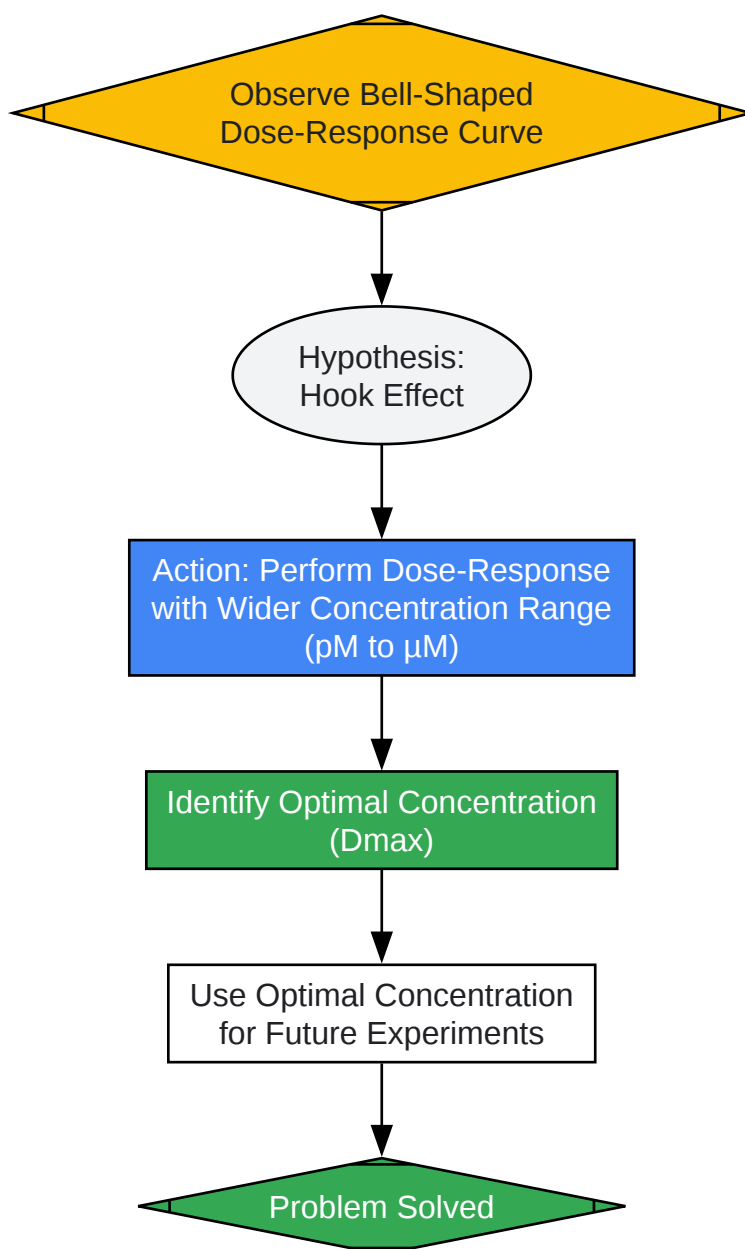 Observe Bell-Shaped
Dose-Response Curve
Hypothesis:
Hook Effect
Action: Perform Dose-Response
with Wider Concentration Range
(pM to µM)
Identify Optimal Concentration
(Dmax)
Use Optimal Concentration
for Future Experiments
Problem Solved